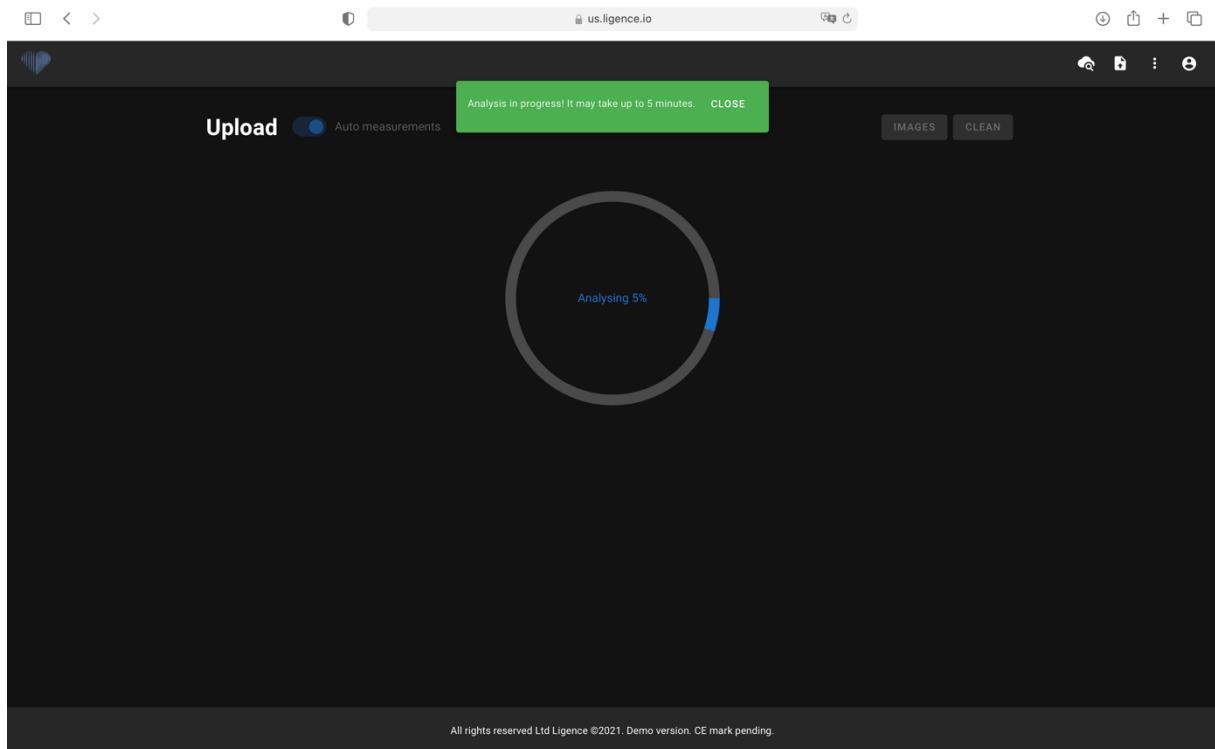 us.ligence.io
Analysis in progress! It may take up to 5 minutes. CLOSE
Upload Auto measurements IMAGES CLEAN
Analysing 5%
All rights reserved Ltd Ligence ©2021. Demo version. CE mark pending.